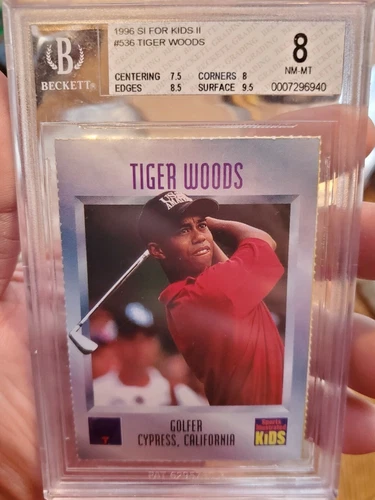 1996 SI FOR KIDS II
#536 TIGER WOODS
B
BECKETT
CENTERING 7.5 CORNERS 8
EDGES 8.5 SURFACE 9.5
8
NM-MT
0007296940
TIGER WOODS
GOLFER
CYPRESS, CALIFORNIA
Sports Illustrated
KIDS